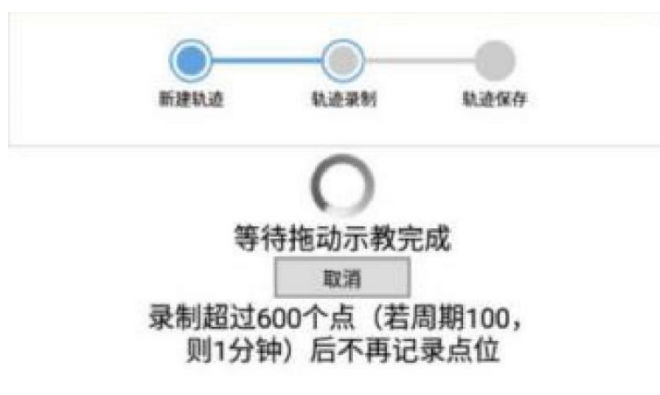 新建轨迹
轨迹录制
轨迹保存
等待拖动示教完成
取消
录制超过600个点（若周期100，
则1分钟）后不再记录点位